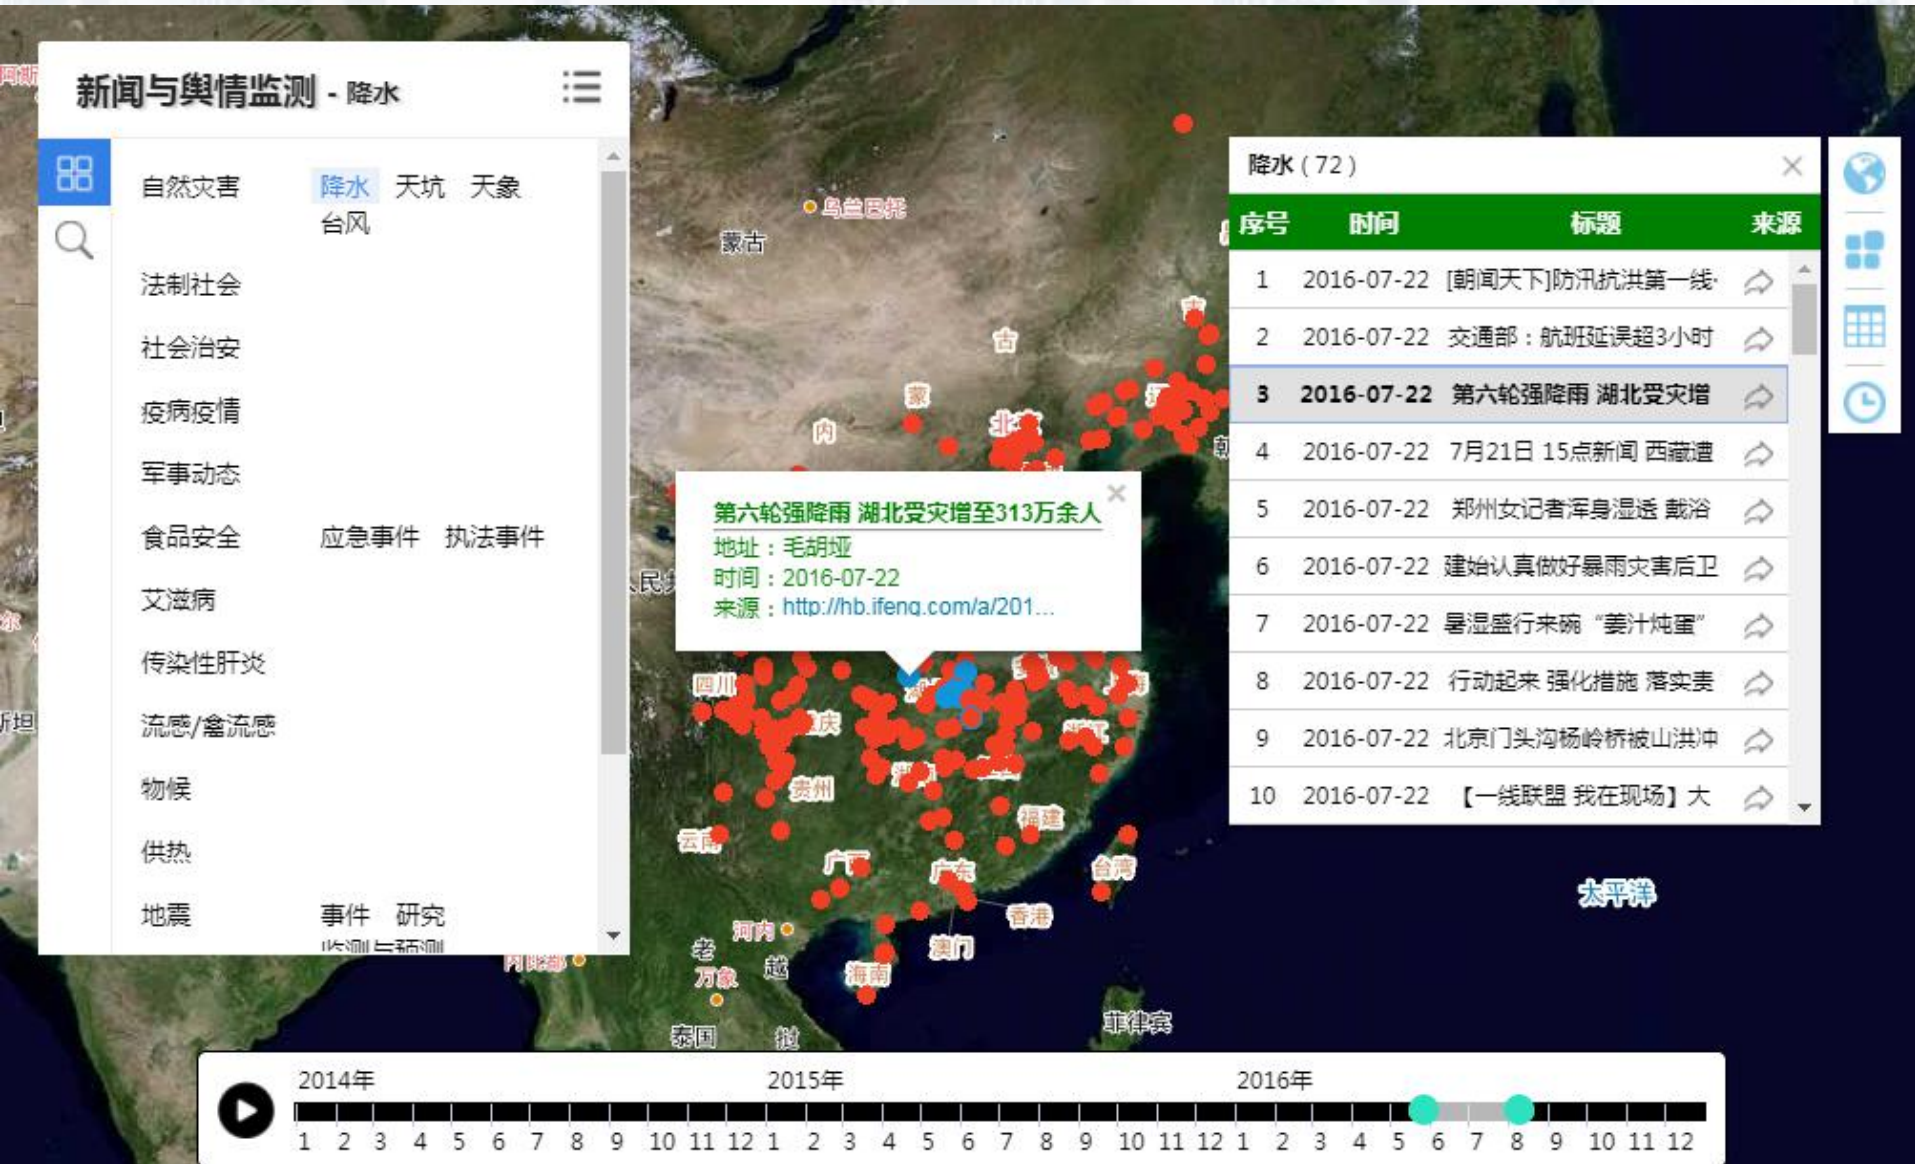 新闻与舆情监测 - 降水
自然灾害 降水 天坑 天象
台风
法制社会
社会治安
疫病疫情
军事动态
食品安全 应急事件 执法事件
艾滋病
传染性肝炎
流感/禽流感
物候
供热
地震 事件 研究
监测与预测
乌兰巴托
蒙古
古
蒙
内
北京
第六轮强降雨 湖北受灾增至313万余人
地址：毛胡垭
时间：2016-07-22
来源：http://hb.ifeng.com/a/201...
四川
重庆
浙江
贵州
云南
福建
广西
广东
台湾
香港
澳门
河内
老
万象
越
海南
泰国
菲律宾
太平洋
降水（72）
序号 时间 标题 来源
1 2016-07-22 [朝闻天下]防汛抗洪第一线·
2 2016-07-22 交通部：航班延误超3小时
3 2016-07-22 第六轮强降雨 湖北受灾增
4 2016-07-22 7月21日 15点新闻 西藏遭
5 2016-07-22 郑州女记者浑身湿透 戴浴
6 2016-07-22 建始认真做好暴雨灾害后卫
7 2016-07-22 暑湿盛行来碗“姜汁炖蛋”
8 2016-07-22 行动起来 强化措施 落实责
9 2016-07-22 北京门头沟杨岭桥被山洪冲
10 2016-07-22 【一线联盟 我在现场】大
2014年 2015年 2016年
1 2 3 4 5 6 7 8 9 10 11 12 1 2 3 4 5 6 7 8 9 10 11 12 1 2 3 4 5 6 7 8 9 10 11 12